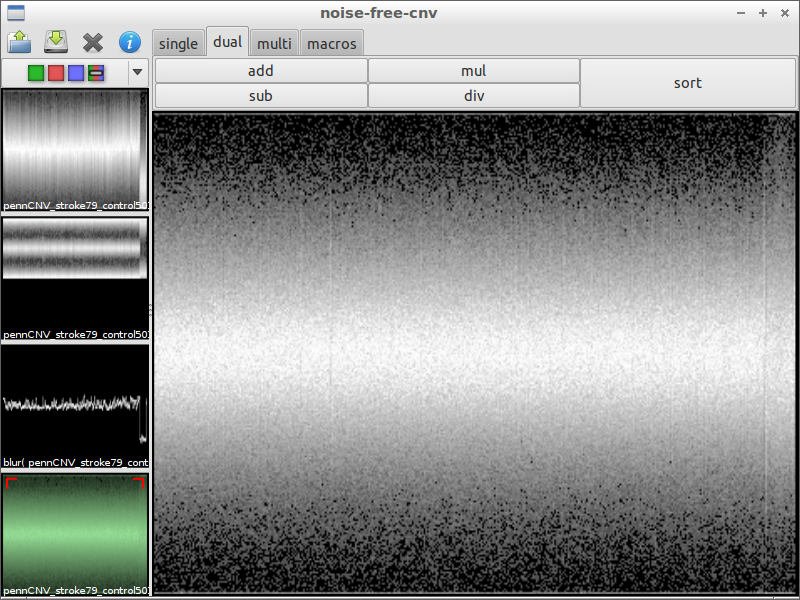 noise-free-cnv
single dual multi macros
add mul sort
sub div
pennCNV_stroke79_control50
pennCNV_stroke79_control50
blur( pennCNV_stroke79_cont
pennCNV_stroke79_control50